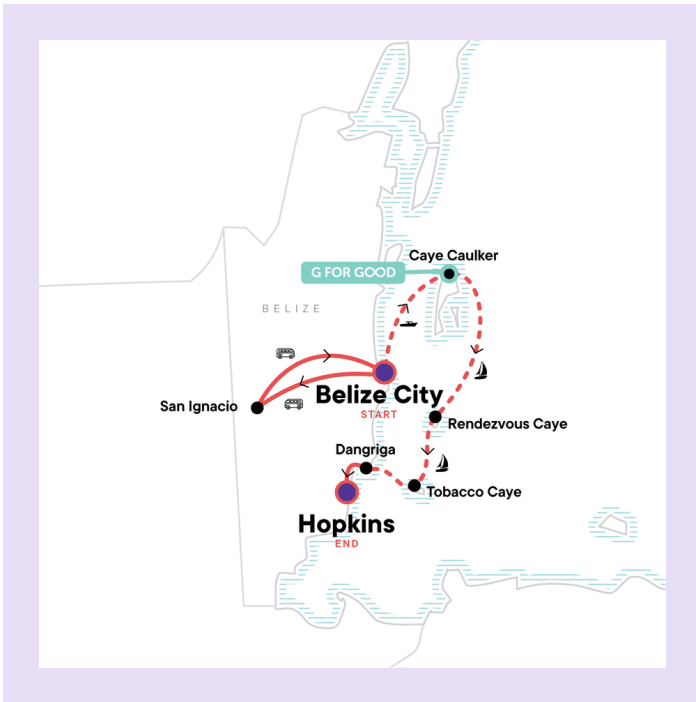 Caye Caulker
G FOR GOOD
BELIZE
Belize City
START
San Ignacio
Rendezvous Caye
Dangriga
Tobacco Caye
Hopkins
END